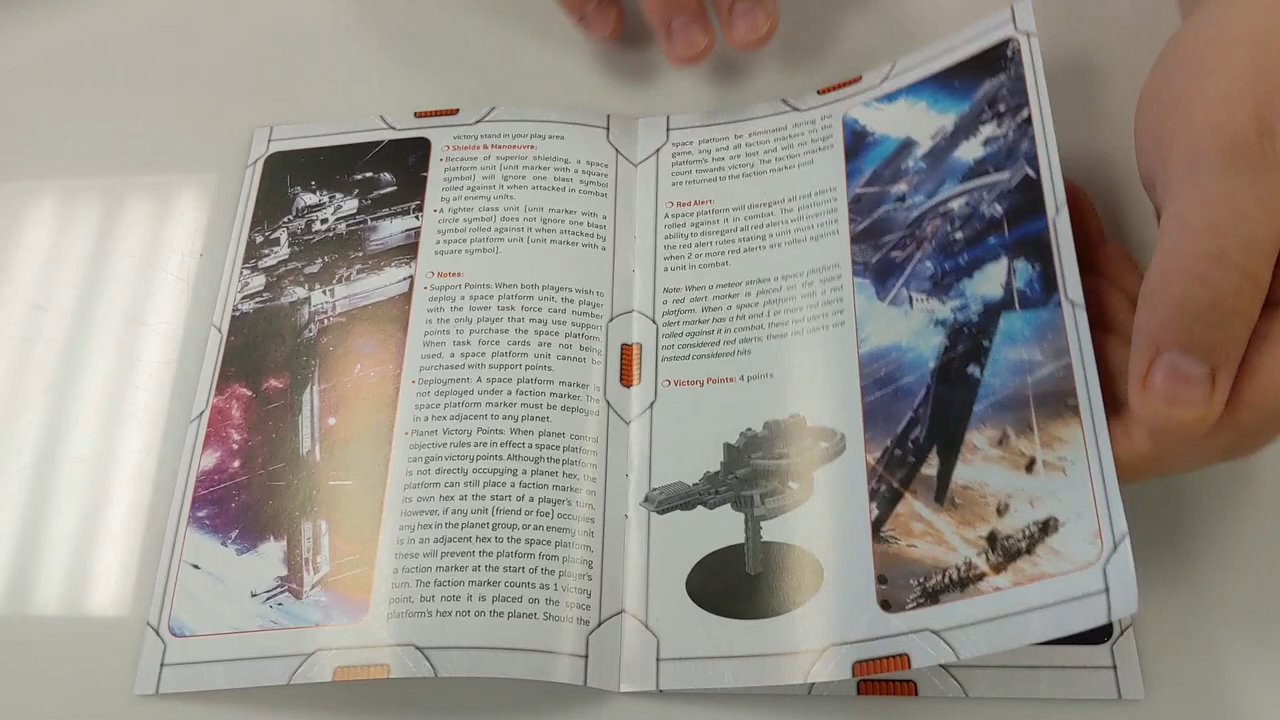 victory stand in your play area.
Shields & Manoeuvre:
• Because of superior shielding, a space
platform unit (unit marker with a square
symbol) will ignore one blast symbol
rolled against it when attacked in combat
by all enemy units.
• A fighter class unit (unit marker with a
circle symbol) does not ignore one blast
symbol rolled against it when attacked by
a space platform unit (unit marker with a
square symbol).
Notes:
• Support Points: When both players wish to
deploy a space platform unit, the player
with the lower task force card number
is the only player that may use support
points to purchase the space platform.
When task force cards are not being
used, a space platform unit cannot be
purchased with support points.
• Deployment: A space platform marker is
not deployed under a faction marker. The
space platform marker must be deployed
in a hex adjacent to any planet.
• Planet Victory Points: When planet control
objective rules are in effect a space platform
can gain victory points. Although the platform
is not directly occupying a planet hex, the
platform can still place a faction marker on
its own hex at the start of a player's turn.
However, if any unit (friend or foe) occupies
any hex in the planet group, or an enemy unit
is in an adjacent hex to the space platform,
these will prevent the platform from placing
a faction marker at the start of the player's
turn. The faction marker counts as 1 victory
point, but note it is placed on the space
platform's hex not on the planet. Should the
space platform be eliminated during the
game, any and all faction markers on the
platform's hex are lost and will no longer
count towards victory. The faction markers
are returned to the faction marker pool.
Red Alert:
A space platform will disregard all red alerts
rolled against it in combat. The platform's
ability to disregard all red alerts will override
the red alert rules stating a unit must retire
when 2 or more red alerts are rolled against
a unit in combat.
Note: When a meteor strikes a space platform,
a red alert marker is placed on the space
platform. When a space platform with a red
alert marker has a hit and 1 or more red alerts
rolled against it in combat, these red alerts are
not considered red alerts, these red alerts are
instead considered hits.
Victory Points: 4 points